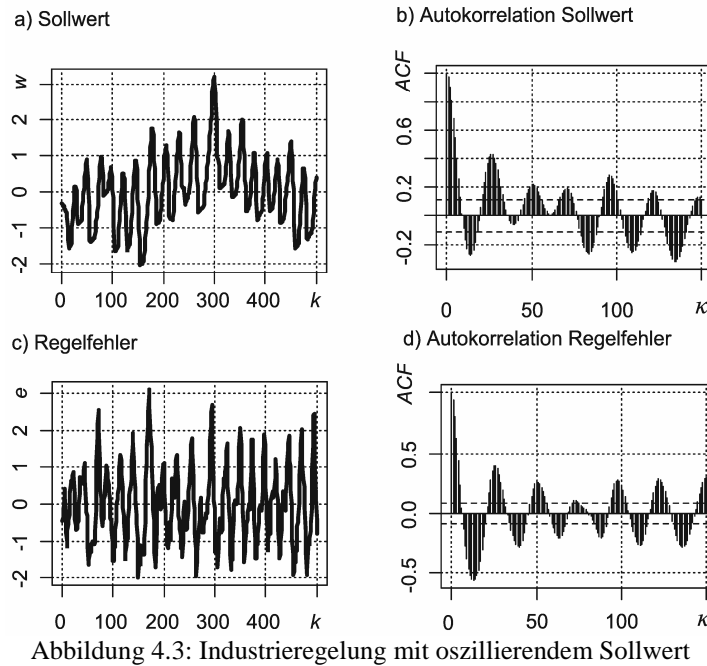 a) Sollwert
w
2
1
0
-1
-2
0 100 200 300 400 k
b) Autokorrelation Sollwert
ACF
0.6
0.2
-0.2
0 50 100 κ
c) Regelfehler
e
2
1
0
-1
-2
0 100 200 300 400 k
d) Autokorrelation Regelfehler
ACF
0.5
0.0
-0.5
0 50 100 κ
Abbildung 4.3: Industrieregelung mit oszillierendem Sollwert